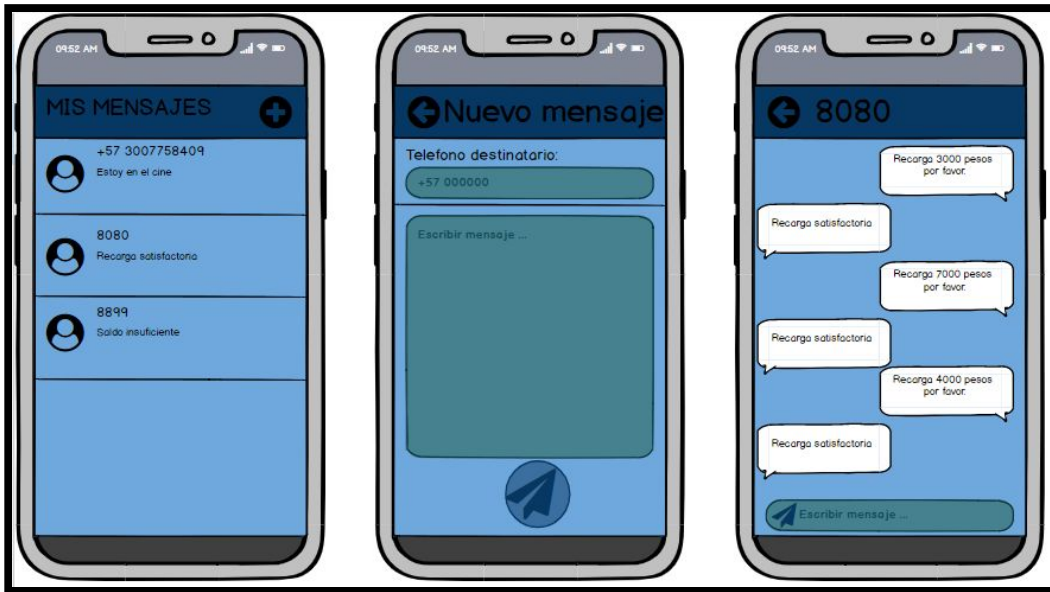 09:52 AM
MIS MENSAJES
+57 3007758409
Estoy en el cine
8080
Recarga satisfactoria
8899
Saldo insuficiente
09:52 AM
Nuevo mensaje
Telefono destinatario:
+57 000000
Escribir mensaje ...
09:52 AM
8080
Recarga 3000 pesos
por favor.
Recarga satisfactoria
Recarga 7000 pesos
por favor.
Recarga satisfactoria
Recarga 4000 pesos
por favor.
Recarga satisfactoria
Escribir mensaje ...